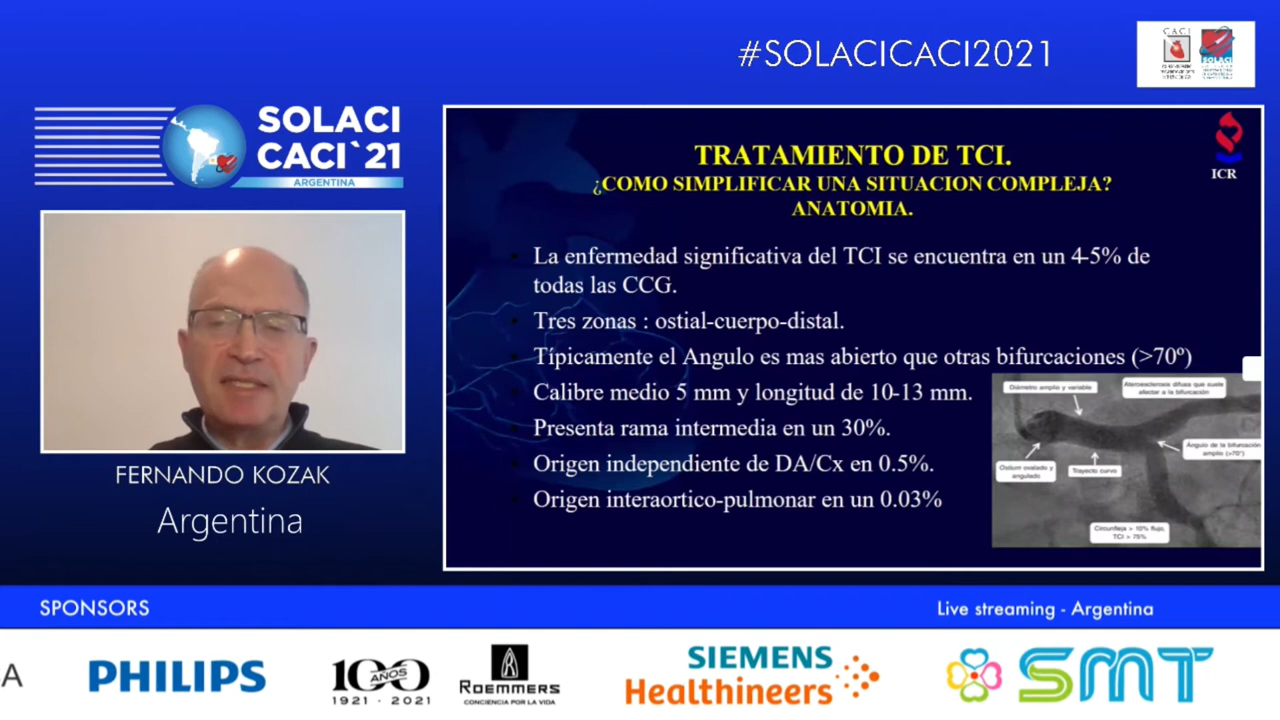 #SOLACICACI2021
CACI
SOLACI
SOLACI
CACI`21
ARGENTINA
FERNANDO KOZAK
Argentina
ICR
TRATAMIENTO DE TCI.
¿COMO SIMPLIFICAR UNA SITUACION COMPLEJA?
ANATOMIA.
La enfermedad significativa del TCI se encuentra en un 4-5% de
todas las CCG.
Tres zonas : ostial-cuerpo-distal.
Típicamente el Angulo es mas abierto que otras bifurcaciones (>70º)
Calibre medio 5 mm y longitud de 10-13 mm.
Presenta rama intermedia en un 30%.
Origen independiente de DA/Cx en 0.5%.
Origen interaortico-pulmonar en un 0.03%
Diámetro amplio y variable
Ateroesclerosis difusa que suele
afectar a la bifurcación
Ángulo de la bifurcación
amplio (>70°)
Ostium ovalado y
angulado
Trayecto curvo
Circunfleja > 10% flujo,
TCI > 75%
SPONSORS
Live streaming - Argentina
A
PHILIPS
100
AÑOS
1921 · 2021
ROEMMERS
CONCIENCIA POR LA VIDA
SIEMENS
Healthineers
SMT